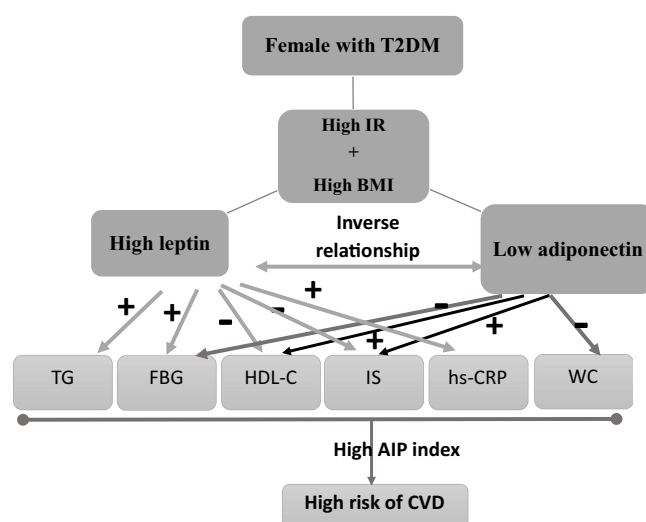 Female with T2DM
High IR
+
High BMI
High leptin
Inverse
relationship
Low adiponectin
+
+
-
-
+
-
+
+
-
TG
FBG
HDL-C
IS
hs-CRP
WC
High AIP index
High risk of CVD